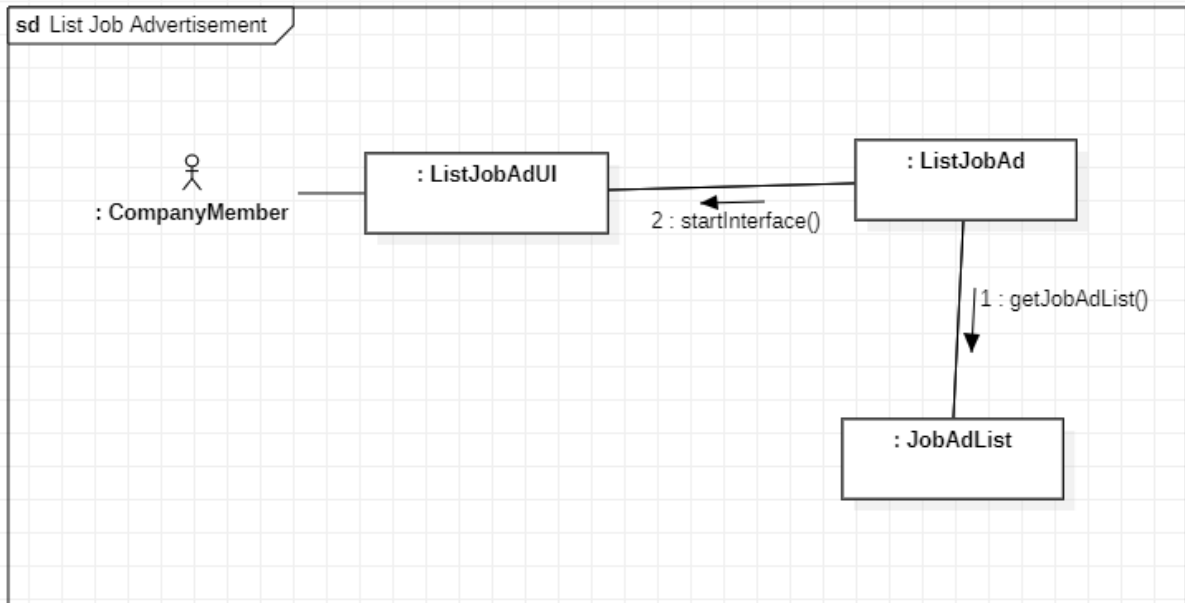 sd List Job Advertisement
: CompanyMember
: ListJobAdUI
: ListJobAd
2 : startInterface()
1 : getJobAdList()
: JobAdList